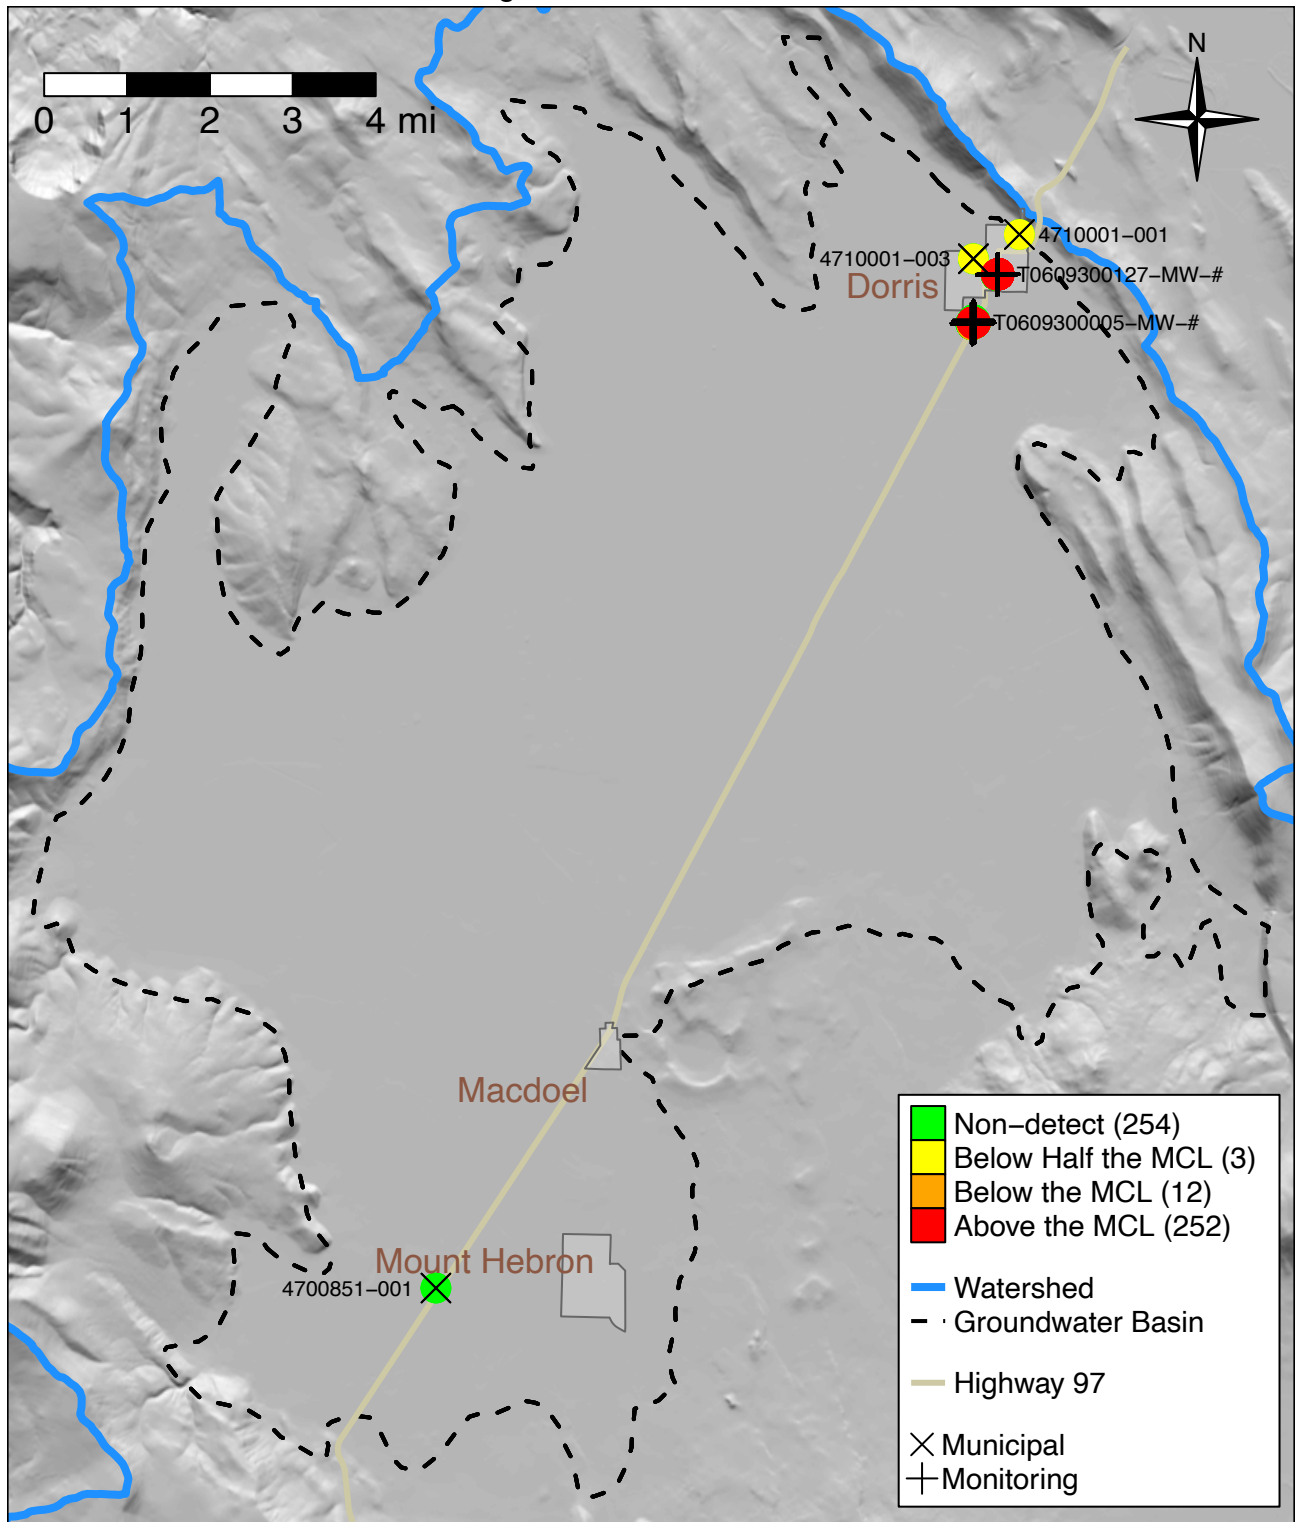 N
0 1 2 3 4 mi
4710001−001
4710001−003
T0609300127−MW−#
Dorris
T0609300005−MW−#
Macdoel
Mount Hebron
4700851−001
Non−detect (254)
Below Half the MCL (3)
Below the MCL (12)
Above the MCL (252)
Watershed
Groundwater Basin
Highway 97
Municipal
Monitoring